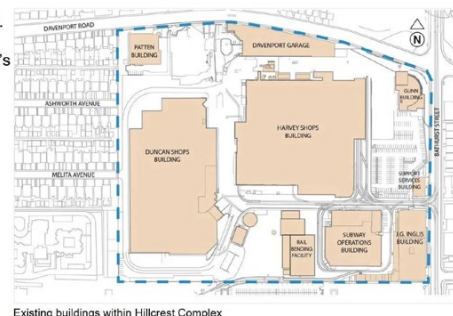 's
DAVENPORT ROAD
PATTEN
BUILDING
DAVENPORT GARAGE
N
GUNN
BUILDING
ASHWORTH AVENUE
BATHURST STREET
HARVEY SHOPS
BUILDING
DUNCAN SHOPS
BUILDING
MELITA AVENUE
SUPPORT
SERVICES
BUILDING
RAIL
BENDING
FACILITY
SUBWAY
OPERATIONS
BUILDING
J.G. INGLIS
BUILDING
Existing buildings within Hillcrest Complex